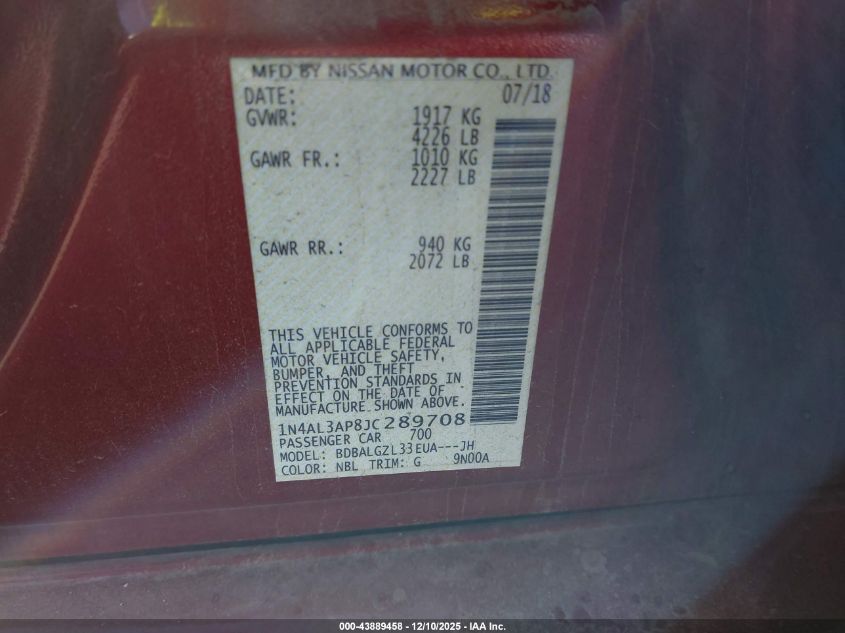 MFD BY NISSAN MOTOR CO., LTD.
DATE: 07/18
GVWR: 1917 KG
4226 LB
GAWR FR.: 1010 KG
2227 LB
GAWR RR.: 940 KG
2072 LB
THIS VEHICLE CONFORMS TO
ALL APPLICABLE FEDERAL
MOTOR VEHICLE SAFETY,
BUMPER, AND THEFT
PREVENTION STANDARDS IN
EFFECT ON THE DATE OF
MANUFACTURE SHOWN ABOVE.
1N4AL3AP8JC289708
PASSENGER CAR 700
MODEL: BDBALGZL33EUA---JH
COLOR: NBL TRIM: G 9N00A
000-43889458 - 12/10/2025 - IAA Inc.